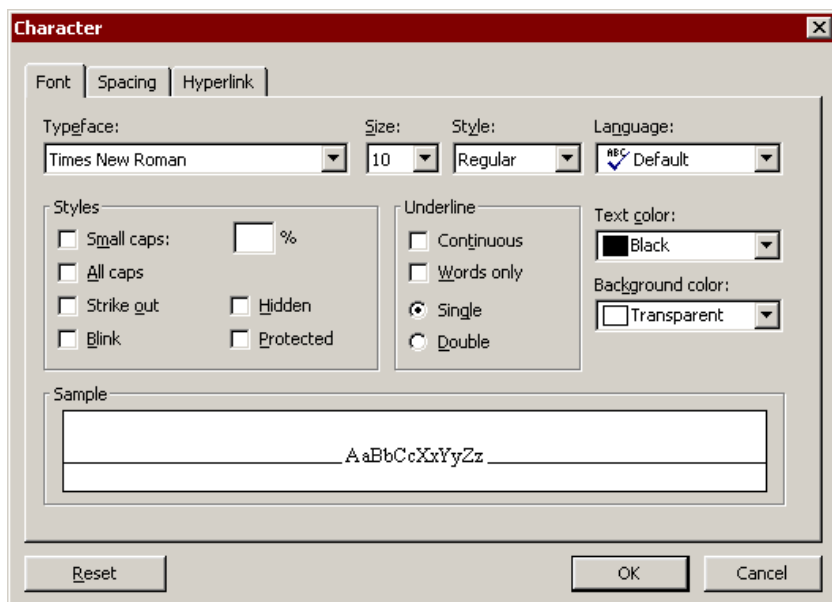 Character
Font Spacing Hyperlink
Typeface: Size: Style: Language:
Times New Roman 10 Regular ABC Default
Styles Underline Text color:
Small caps: % Continuous Black
All caps Words only Background color:
Strike out Hidden Single Transparent
Blink Protected Double
Sample
AaBbCcXxYyZz
Reset OK Cancel